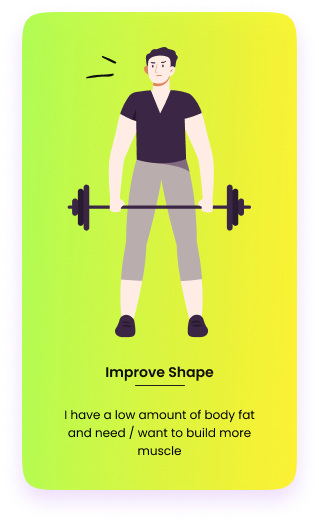 Improve Shape
I have a low amount of body fat
and need / want to build more
muscle